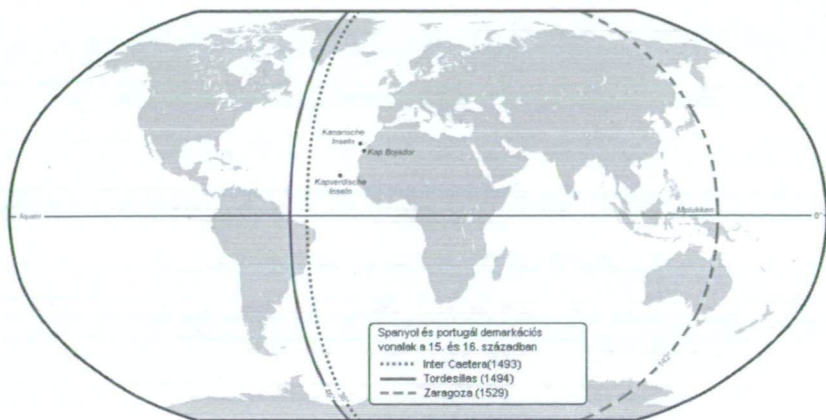 Kanarische
Inseln
Kap Bojador
Kapverdische
Inseln
Äquator
Molukken
0°
Spanyol és portugál demarkációs
vonalak a 15. és 16. században
Inter Caetera(1493)
Tordesillas (1494)
Zaragoza (1529)
142°